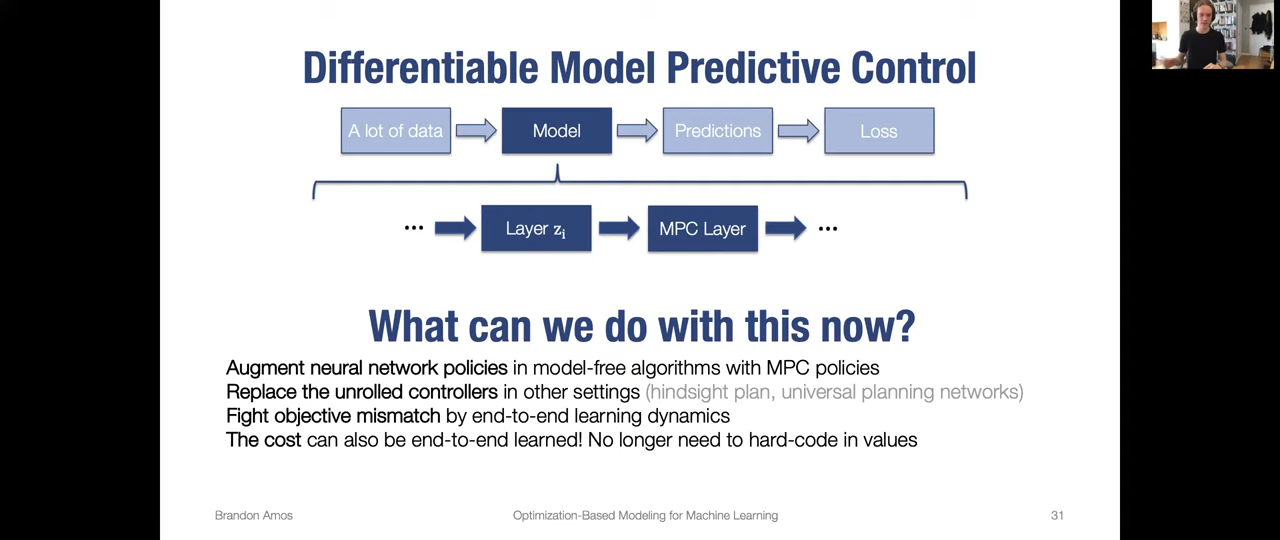 Differentiable Model Predictive Control
A lot of data
Model
Predictions
Loss
...
Layer zᵢ
MPC Layer
...
What can we do with this now?
Augment neural network policies in model-free algorithms with MPC policies
Replace the unrolled controllers in other settings (hindsight plan, universal planning networks)
Fight objective mismatch by end-to-end learning dynamics
The cost can also be end-to-end learned! No longer need to hard-code in values
Brandon Amos
Optimization-Based Modeling for Machine Learning
31